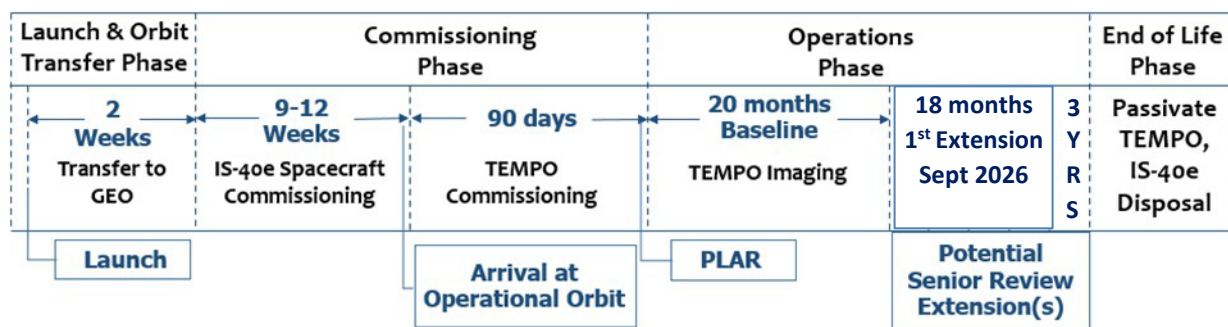 Launch & Orbit
Transfer Phase
Commissioning
Phase
Operations
Phase
End of Life
Phase
2
Weeks
Transfer to
GEO
9-12
Weeks
IS-40e Spacecraft
Commissioning
90 days
TEMPO
Commissioning
20 months
Baseline
TEMPO Imaging
18 months
1st Extension
Sept 2026
3
Y
R
S
Passivate
TEMPO,
IS-40e
Disposal
Launch
Arrival at
Operational Orbit
PLAR
Potential
Senior Review
Extension(s)